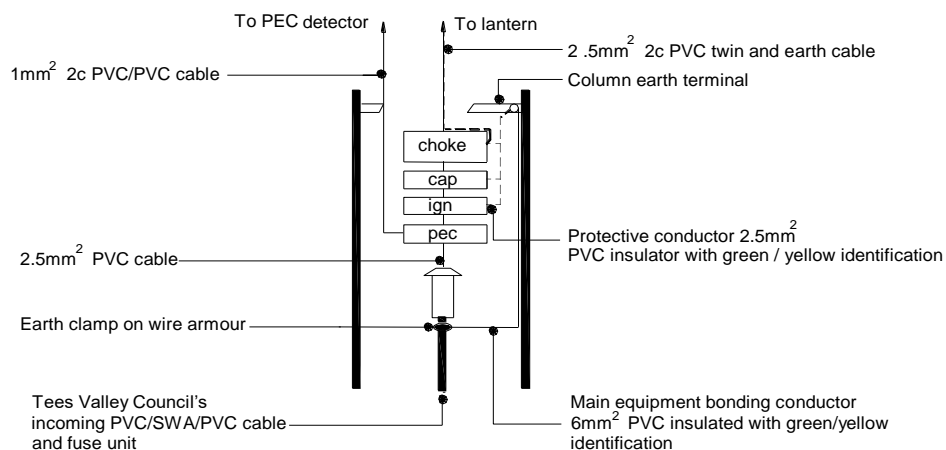 To PEC detector
To lantern
2 .5mm² 2c PVC twin and earth cable
1mm² 2c PVC/PVC cable
Column earth terminal
choke
cap
ign
pec
Protective conductor 2.5mm²
PVC insulator with green / yellow identification
2.5mm² PVC cable
Earth clamp on wire armour
Tees Valley Council's
incoming PVC/SWA/PVC cable
and fuse unit
Main equipment bonding conductor
6mm² PVC insulated with green/yellow
identification